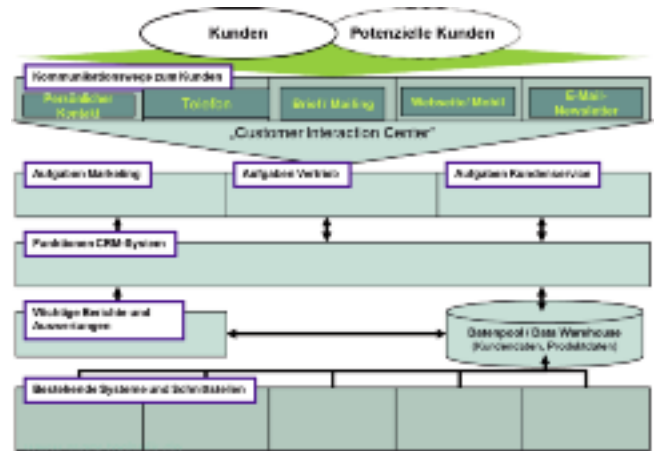 Kunden
Potenzielle Kunden
Kommunikationswege zum Kunden
Persönlicher
Kontakt
Telefon
Brief/ Mailing
Webseite/ Mobil
E-Mail-
Newsletter
„Customer Interaction Center"
Aufgaben Marketing
Aufgaben Vertrieb
Aufgaben Kundenservice
Funktionen CRM-System
Wichtige Berichte und
Auswertungen
Datenpool / Data Warehouse
(Kundendaten, Produktdaten)
Bestehende Systeme und Schnittstellen